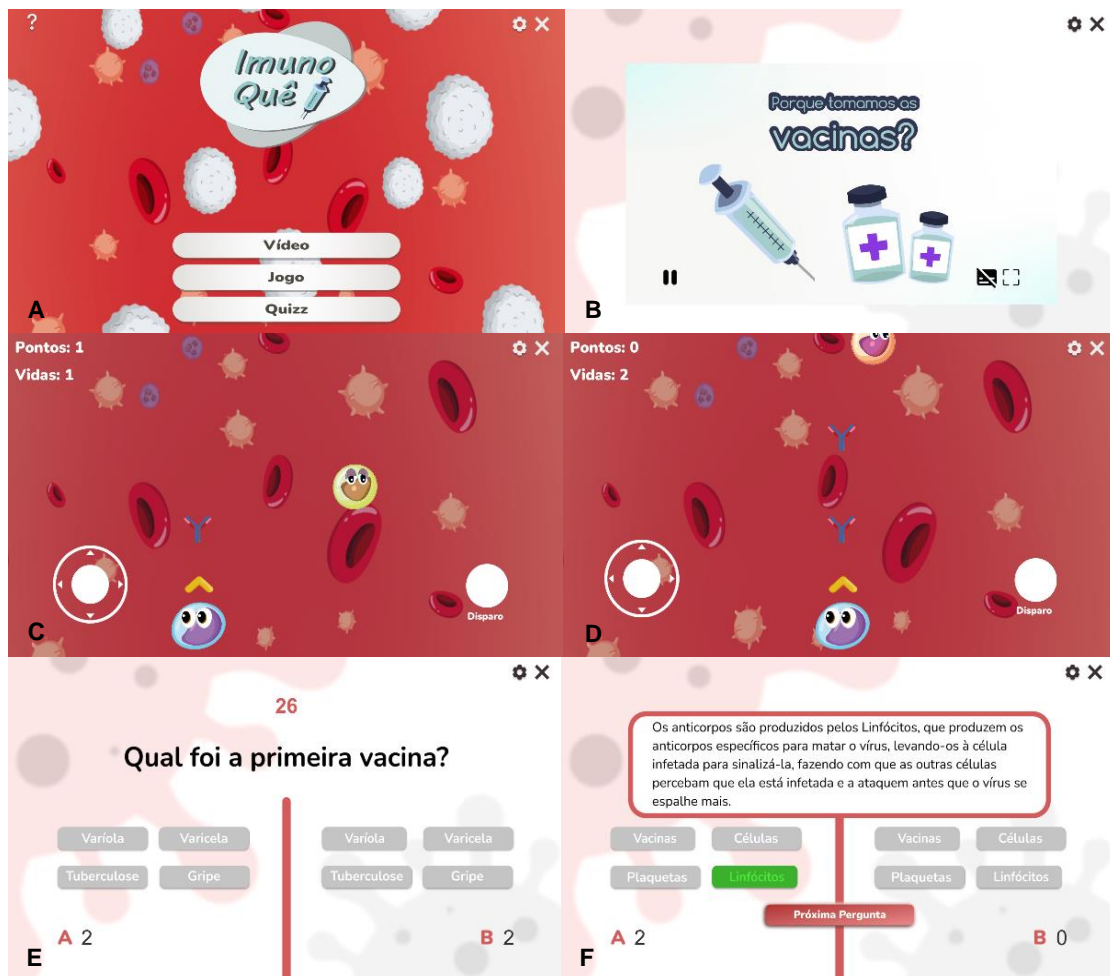 ?
Imuno
Quê
Vídeo
Jogo
Quizz
A
Porque tomamos as
vacinas?
B
Pontos: 1
Vidas: 1
Disparo
C
Pontos: 0
Vidas: 2
Disparo
D
26
Qual foi a primeira vacina?
Varíola Varicela Varíola Varicela
Tuberculose Gripe Tuberculose Gripe
A 2 B 2
E
Os anticorpos são produzidos pelos Linfócitos, que produzem os
anticorpos específicos para matar o vírus, levando-os à célula
infetada para sinalizá-la, fazendo com que as outras células
percebam que ela está infetada e a ataquem antes que o vírus se
espalhe mais.
Vacinas Células Vacinas Células
Plaquetas Linfócitos Plaquetas Linfócitos
Próxima Pergunta
A 2 B 0
F